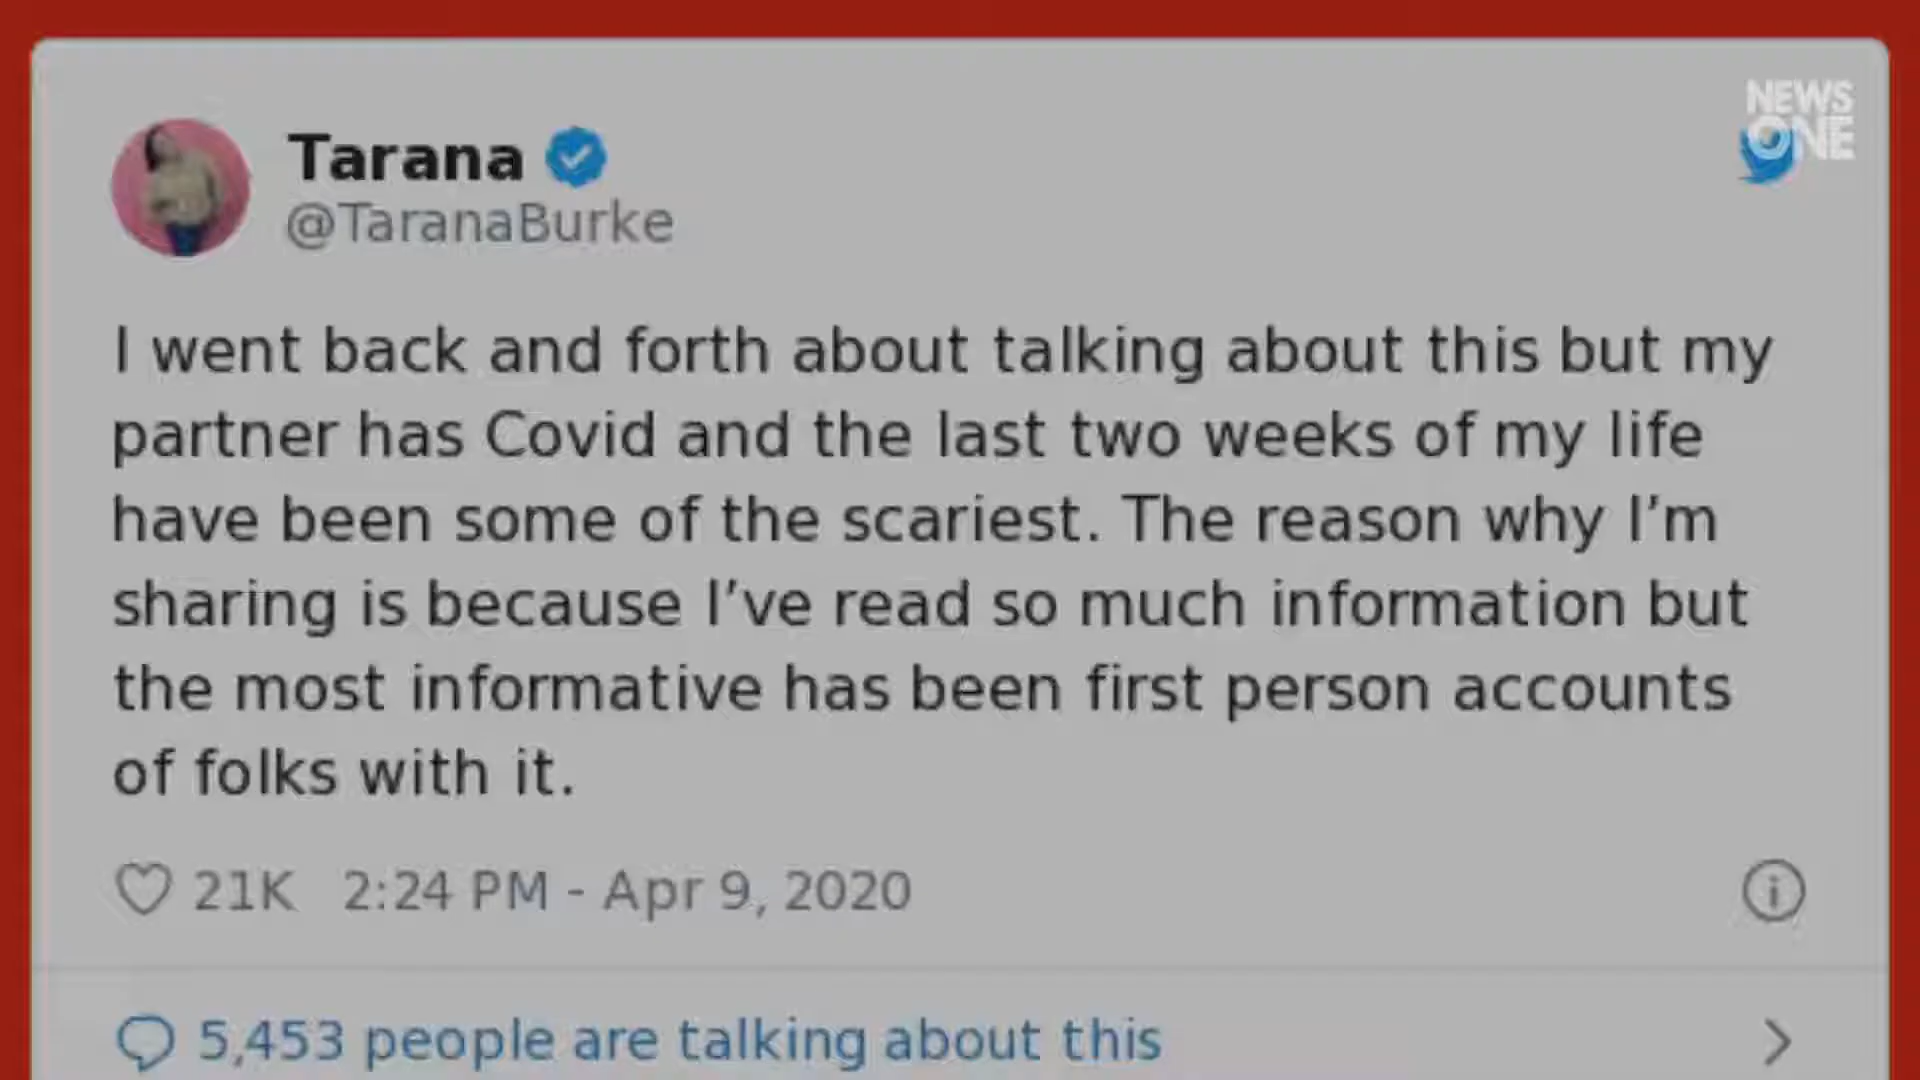 NEWS
ONE
Tarana
@TaranaBurke
I went back and forth about talking about this but my
partner has Covid and the last two weeks of my life
have been some of the scariest. The reason why I’m
sharing is because I’ve read so much information but
the most informative has been first person accounts
of folks with it.
21K 2:24 PM - Apr 9, 2020
5,453 people are talking about this